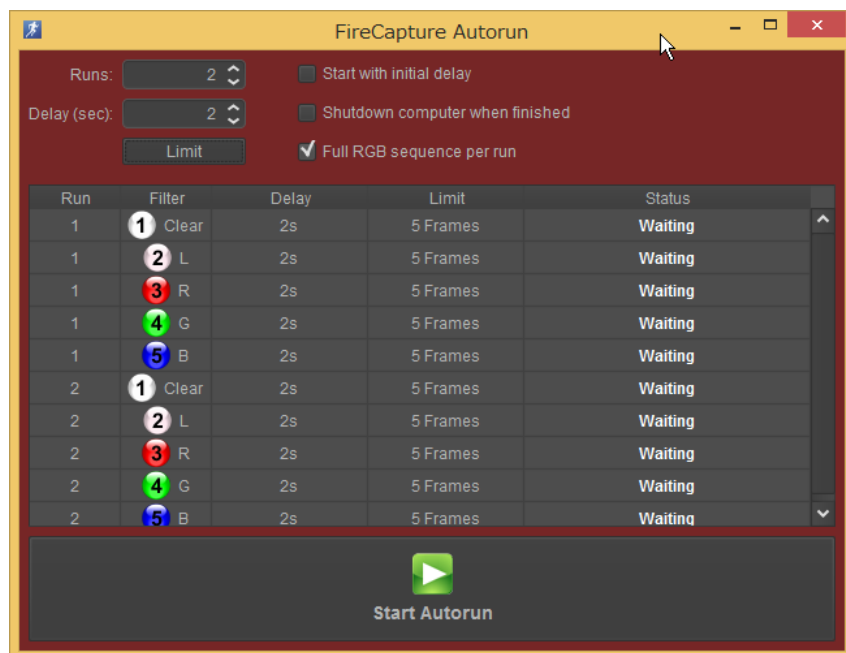 FireCapture Autorun
Runs: 2 Start with initial delay
Delay (sec): 2 Shutdown computer when finished
Limit Full RGB sequence per run
Run Filter Delay Limit Status
1 1 Clear 2s 5 Frames Waiting
1 2 L 2s 5 Frames Waiting
1 3 R 2s 5 Frames Waiting
1 4 G 2s 5 Frames Waiting
1 5 B 2s 5 Frames Waiting
2 1 Clear 2s 5 Frames Waiting
2 2 L 2s 5 Frames Waiting
2 3 R 2s 5 Frames Waiting
2 4 G 2s 5 Frames Waiting
2 5 B 2s 5 Frames Waiting
Start Autorun